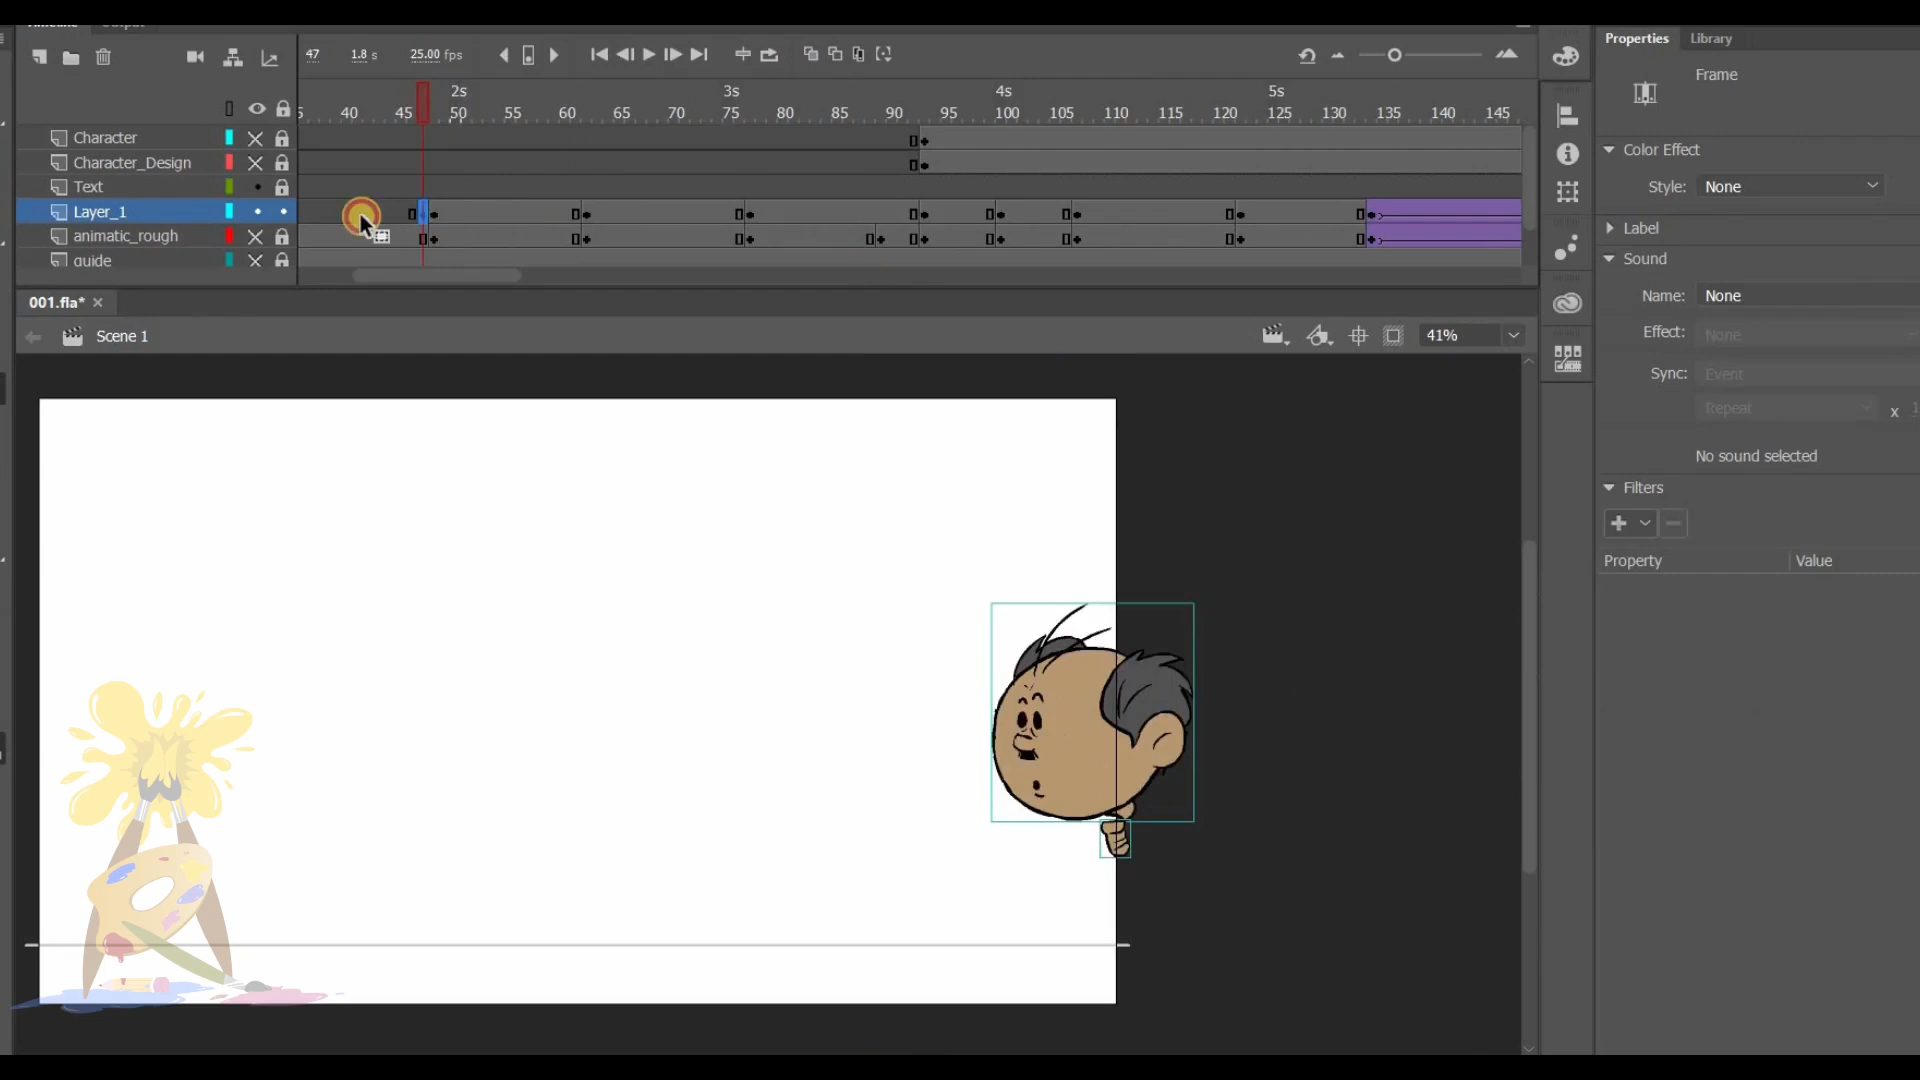 Timeline Output
47 1.8 s 25.00 fps
2s 3s 4s 5s
5 40 45 50 55 60 65 70 75 80 85 90 95 100 105 110 115 120 125 130 135 140 145
Character
Character_Design
Text
Layer_1
animatic_rough
guide
001.fla*
Scene 1
41%
Properties Library
Frame
Color Effect
Style: None
Label
Sound
Name: None
Effect: None
Sync: Event
Repeat x 1
No sound selected
Filters
Property Value